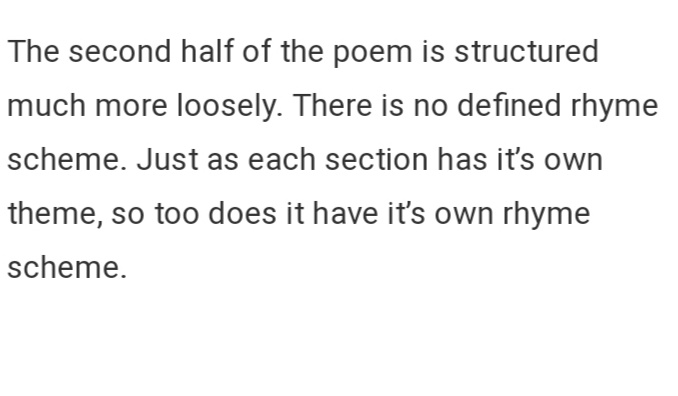 The second half of the poem is structured
much more loosely. There is no defined rhyme
scheme. Just as each section has it’s own
theme, so too does it have it’s own rhyme
scheme.